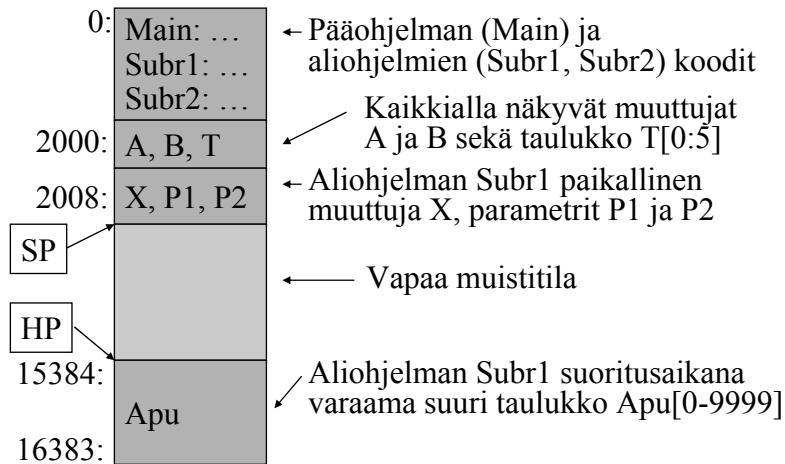 0:
Main: …
Subr1: …
Subr2: …
Pääohjelman (Main) ja
aliohjelmien (Subr1, Subr2) koodit
2000:
A, B, T
Kaikkialla näkyvät muuttujat
A ja B sekä taulukko T[0:5]
2008:
X, P1, P2
Aliohjelman Subr1 paikallinen
muuttuja X, parametrit P1 ja P2
SP
Vapaa muistitila
HP
15384:
Apu
16383:
Aliohjelman Subr1 suoritusaikana
varaama suuri taulukko Apu[0-9999]